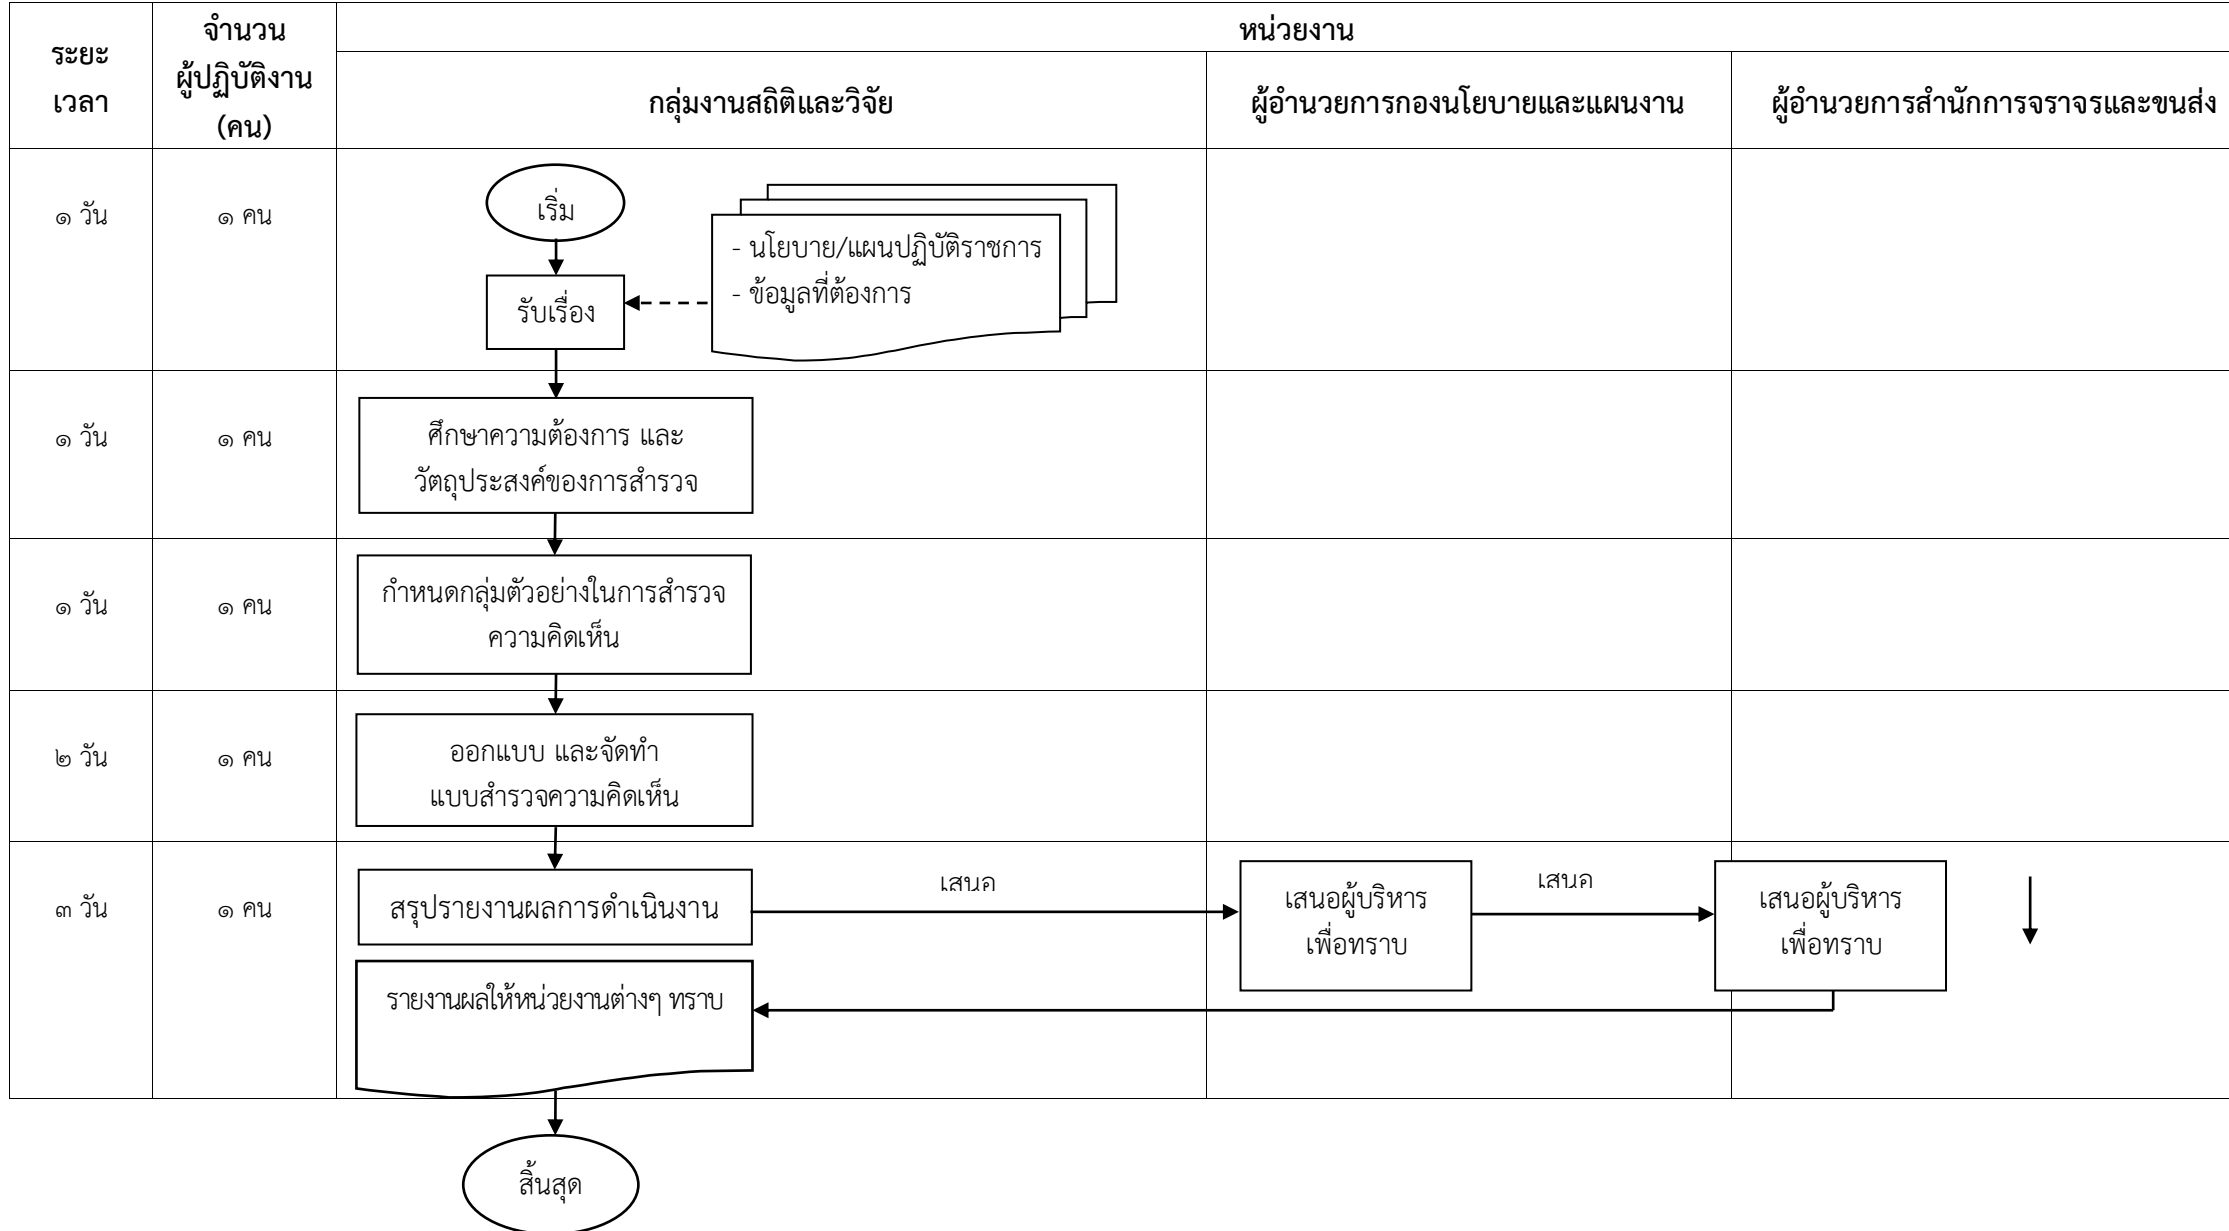 ระยะ
เวลา
จำนวน
ผู้ปฏิบัติงาน
(คน)
หน่วยงาน
กลุ่มงานสถิติและวิจัย
ผู้อำนวยการกองนโยบายและแผนงาน
ผู้อำนวยการสำนักการจราจรและขนส่ง
๑ วัน
๑ คน
เริ่ม
รับเรื่อง
- นโยบาย/แผนปฏิบัติราชการ
- ข้อมูลที่ต้องการ
๑ วัน
๑ คน
ศึกษาความต้องการ และ
วัตถุประสงค์ของการสำรวจ
๑ วัน
๑ คน
กำหนดกลุ่มตัวอย่างในการสำรวจ
ความคิดเห็น
๒ วัน
๑ คน
ออกแบบ และจัดทำ
แบบสำรวจความคิดเห็น
๓ วัน
๑ คน
สรุปรายงานผลการดำเนินงาน
เสนอ
เสนอผู้บริหาร
เพื่อทราบ
เสนอ
เสนอผู้บริหาร
เพื่อทราบ
รายงานผลให้หน่วยงานต่างๆ ทราบ
สิ้นสุด